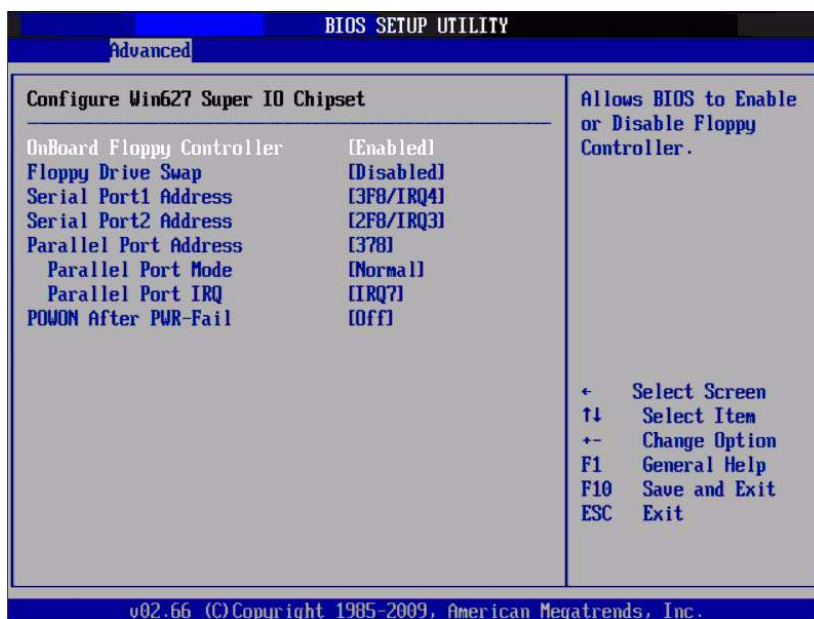 BIOS SETUP UTILITY
Advanced
Configure Win627 Super IO Chipset
OnBoard Floppy Controller [Enabled]
Floppy Drive Swap [Disabled]
Serial Port1 Address [3F8/IRQ4]
Serial Port2 Address [2F8/IRQ3]
Parallel Port Address [378]
Parallel Port Mode [Normal]
Parallel Port IRQ [IRQ7]
POWON After PWR-Fail [Off]
Allows BIOS to Enable
or Disable Floppy
Controller.
← Select Screen
↑↓ Select Item
+- Change Option
F1 General Help
F10 Save and Exit
ESC Exit
v02.66 (C)Copyright 1985-2009, American Megatrends, Inc.